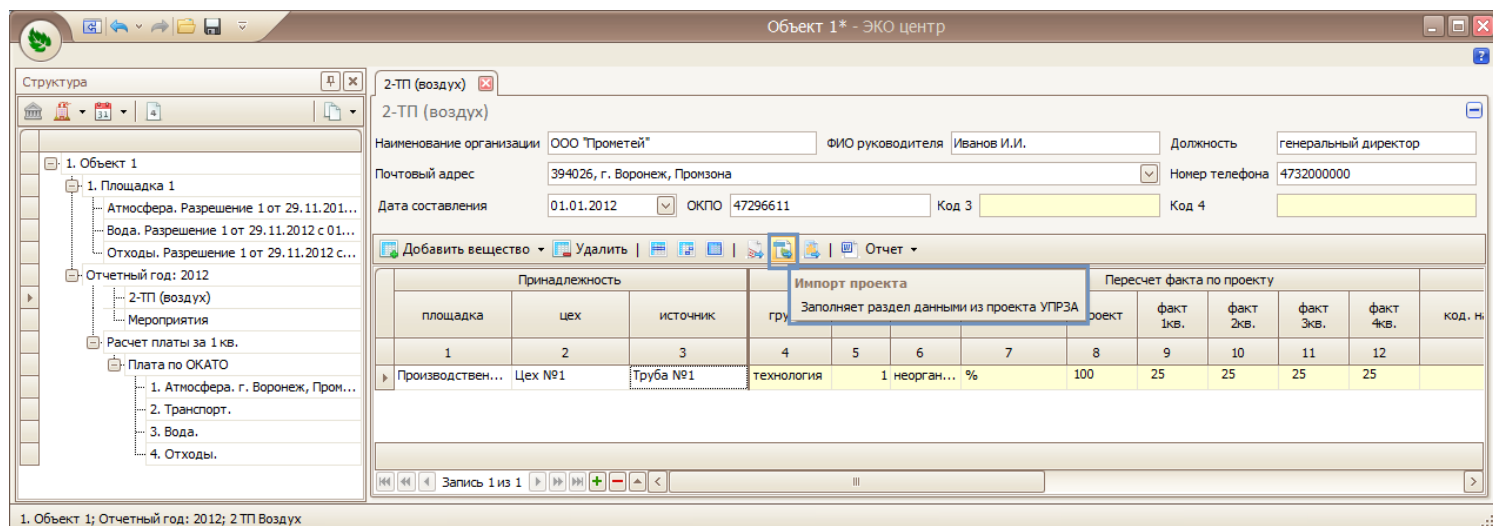 Объект 1* - ЭКО центр
Структура
31
4
1. Объект 1
1. Площадка 1
Атмосфера. Разрешение 1 от 29.11.201...
Вода. Разрешение 1 от 29.11.2012 с 01...
Отходы. Разрешение 1 от 29.11.2012 с...
Отчетный год: 2012
2-ТП (воздух)
Мероприятия
Расчет платы за 1 кв.
Плата по ОКАТО
1. Атмосфера. г. Воронеж, Пром...
2. Транспорт.
3. Вода.
4. Отходы.
2-ТП (воздух)
2-ТП (воздух)
Наименование организации ООО "Прометей" ФИО руководителя Иванов И.И. Должность генеральный директор
Почтовый адрес 394026, г. Воронеж, Промзона Номер телефона 4732000000
Дата составления 01.01.2012 ОКПО 47296611 Код 3 Код 4
Добавить вещество Удалить Отчет
Импорт проекта
Заполняет раздел данными из проекта УПРЗА
Принадлежность Пересчет факта по проекту
площадка цех источник факт 1кв. факт 2кв. факт 3кв. факт 4кв.
1 2 3 4 5 6 7 8 9 10 11 12
Производствен... Цех №1 Труба №1 технология 1 неорган... % 100 25 25 25 25
Запись 1 из 1
1. Объект 1; Отчетный год: 2012; 2 ТП Воздух